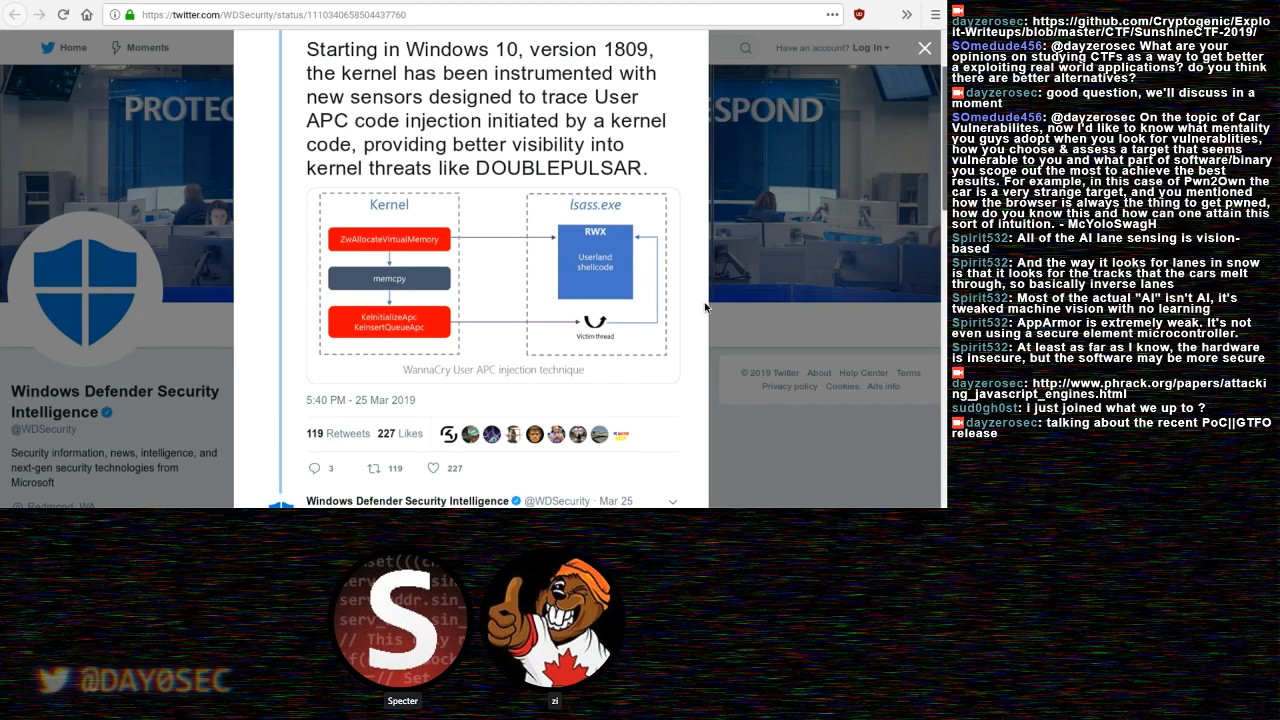 https://twitter.com/WDSecurity/status/1110340658504437760
Home
Moments
Have an account? Log In
PROTEC
SPOND
Starting in Windows 10, version 1809,
the kernel has been instrumented with
new sensors designed to trace User
APC code injection initiated by a kernel
code, providing better visibility into
kernel threats like DOUBLEPULSAR.
Kernel
lsass.exe
ZwAllocateVirtualMemory
memcpy
KeInitializeApc
KeInsertQueueApc
RWX
Userland
shellcode
Victim thread
WannaCry User APC injection technique
5:40 PM - 25 Mar 2019
119 Retweets 227 Likes
3 119 227
Windows Defender Security Intelligence @WDSecurity · Mar 25
Windows Defender Security
Intelligence
@WDSecurity
Security information, news, intelligence, and
next-gen security technologies from
Microsoft
Redmond, WA
© 2019 Twitter About Help Center Terms
Privacy policy Cookies Ads info
dayzerosec: https://github.com/Cryptogenic/Explo
it-Writeups/blob/master/CTF/SunshineCTF-2019/
SOmedude456: @dayzerosec What are your
opinions on studying CTFs as a way to get better
a exploiting real world applications? do you think
there are better alternatives?
dayzerosec: good question, we'll discuss in a
moment
SOmedude456: @dayzerosec On the topic of Car
Vulnerabilites, now I'd like to know what mentality
you guys adopt when you look for vulnerablities,
how you choose & assess a target that seems
vulnerable to you and what part of software/binary
you scope out the most to achieve the best
results. For example, in this case of Pwn2Own the
car is a very strange target, and you mentioned
how the browser is always the thing to get pwned,
how do you know this and how can one attain this
sort of intuition. - McYoloSwagH
Spirit532: All of the AI lane sensing is vision-
based
Spirit532: And the way it looks for lanes in snow
is that it looks for the tracks that the cars melt
through, so basically inverse lanes
Spirit532: Most of the actual "AI" isn't AI, it's
tweaked machine vision with no learning
Spirit532: AppArmor is extremely weak. It's not
even using a secure element microcontroller.
Spirit532: At least as far as I know, the hardware
is insecure, but the software may be more secure
dayzerosec: http://www.phrack.org/papers/attacki
ng_javascript_engines.html
sud0gh0st: i just joined what we up to ?
dayzerosec: talking about the recent PoC||GTFO
release
S
Specter
zi
@DAY0SEC